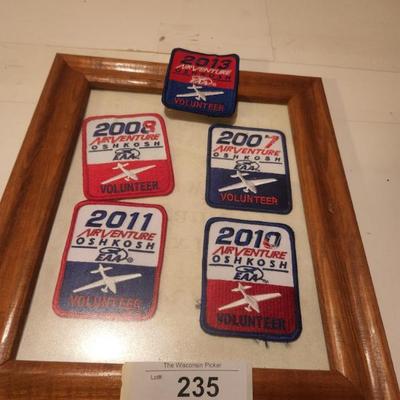 2013
AIRVENTURE
OSHKOSH
EAA®
VOLUNTEER
2008
AIRVENTURE
OSHKOSH
EAA
VOLUNTEER
2007
AIRVENTURE
OSHKOSH
EAA
VOLUNTEER
2011
AIRVENTURE
OSHKOSH
EAA®
VOLUNTEER
2010
AIRVENTURE
OSHKOSH
EAA®
VOLUNTEER
The Wisconsin Picker
Lot#:
235